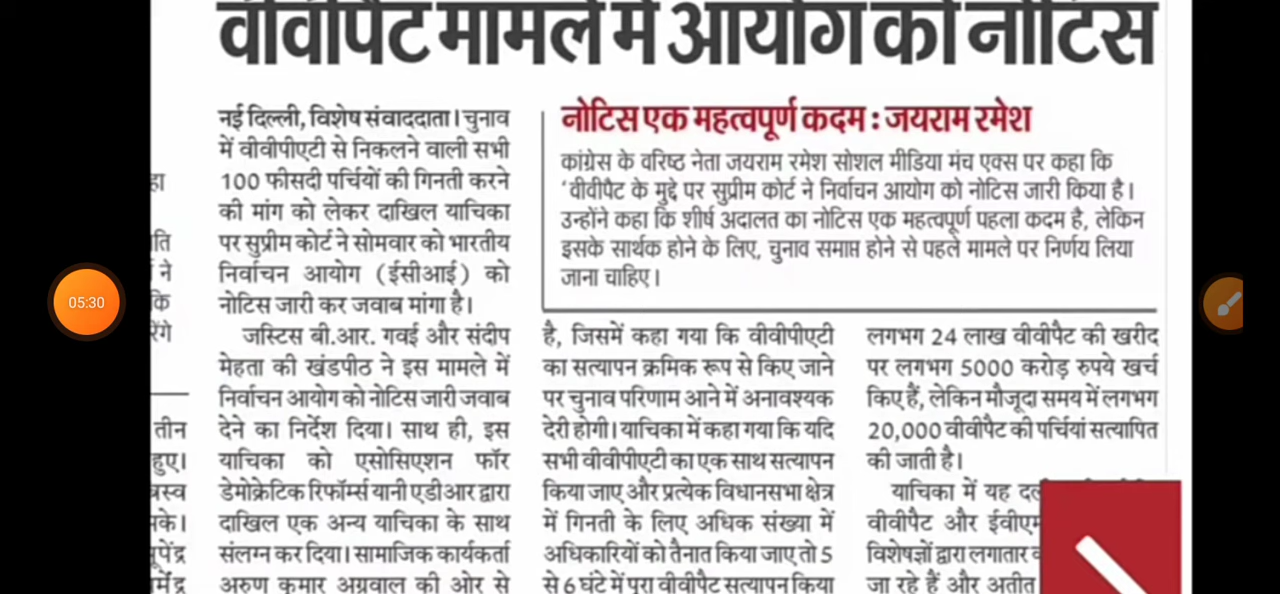 वीवीपैट मामले में आयोग को नोटिस
नई दिल्ली, विशेष संवाददाता। चुनाव
में वीवीपीएटी से निकलने वाली सभी
100 फीसदी पर्चियों की गिनती करने
की मांग को लेकर दाखिल याचिका
पर सुप्रीम कोर्ट ने सोमवार को भारतीय
निर्वाचन आयोग (ईसीआई) को
नोटिस जारी कर जवाब मांगा है।
जस्टिस बी.आर. गवई और संदीप
मेहता की खंडपीठ ने इस मामले में
निर्वाचन आयोग को नोटिस जारी जवाब
देने का निर्देश दिया। साथ ही, इस
याचिका को एसोसिएशन फॉर
डेमोक्रेटिक रिफॉर्म्स यानी एडीआर द्वारा
दाखिल एक अन्य याचिका के साथ
संलग्न कर दिया। सामाजिक कार्यकर्ता
अरुण कुमार अग्रवाल की ओर से
नोटिस एक महत्वपूर्ण कदम : जयराम रमेश
कांग्रेस के वरिष्ठ नेता जयराम रमेश सोशल मीडिया मंच एक्स पर कहा कि
'वीवीपैट के मुद्दे पर सुप्रीम कोर्ट ने निर्वाचन आयोग को नोटिस जारी किया है।
उन्होंने कहा कि शीर्ष अदालत का नोटिस एक महत्वपूर्ण पहला कदम है, लेकिन
इसके सार्थक होने के लिए, चुनाव समाप्त होने से पहले मामले पर निर्णय लिया
जाना चाहिए।
है, जिसमें कहा गया कि वीवीपीएटी
का सत्यापन क्रमिक रूप से किए जाने
पर चुनाव परिणाम आने में अनावश्यक
देरी होगी। याचिका में कहा गया कि यदि
सभी वीवीपीएटी का एक साथ सत्यापन
किया जाए और प्रत्येक विधानसभा क्षेत्र
में गिनती के लिए अधिक संख्या में
अधिकारियों को तैनात किया जाए तो 5
से 6 घंटे में पूरा वीवीपैट सत्यापन किया
लगभग 24 लाख वीवीपैट की खरीद
पर लगभग 5000 करोड़ रुपये खर्च
किए हैं, लेकिन मौजूदा समय में लगभग
20,000 वीवीपैट की पर्चियां सत्यापित
की जाती है।
याचिका में यह
वीवीपैट और
विशेषज्ञों द्वारा लगातार
जा रहे हैं और अतीत
ने
कि
तीन
हुए।
05:30